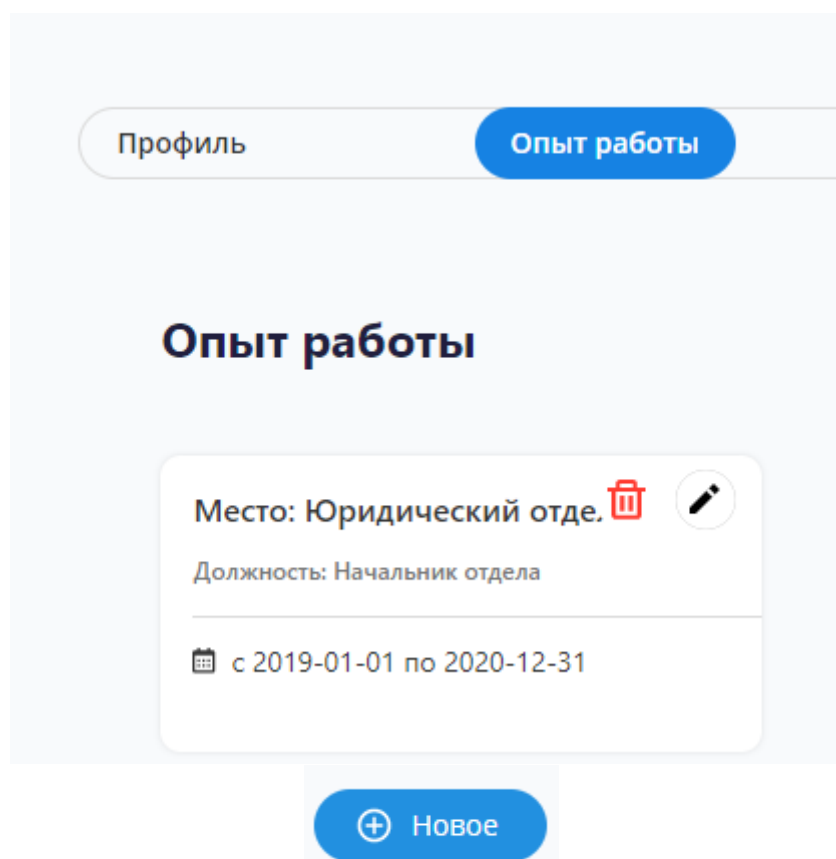 Профиль
Опыт работы
Опыт работы
Место: Юридический отде
Должность: Начальник отдела
с 2019-01-01 по 2020-12-31
Новое